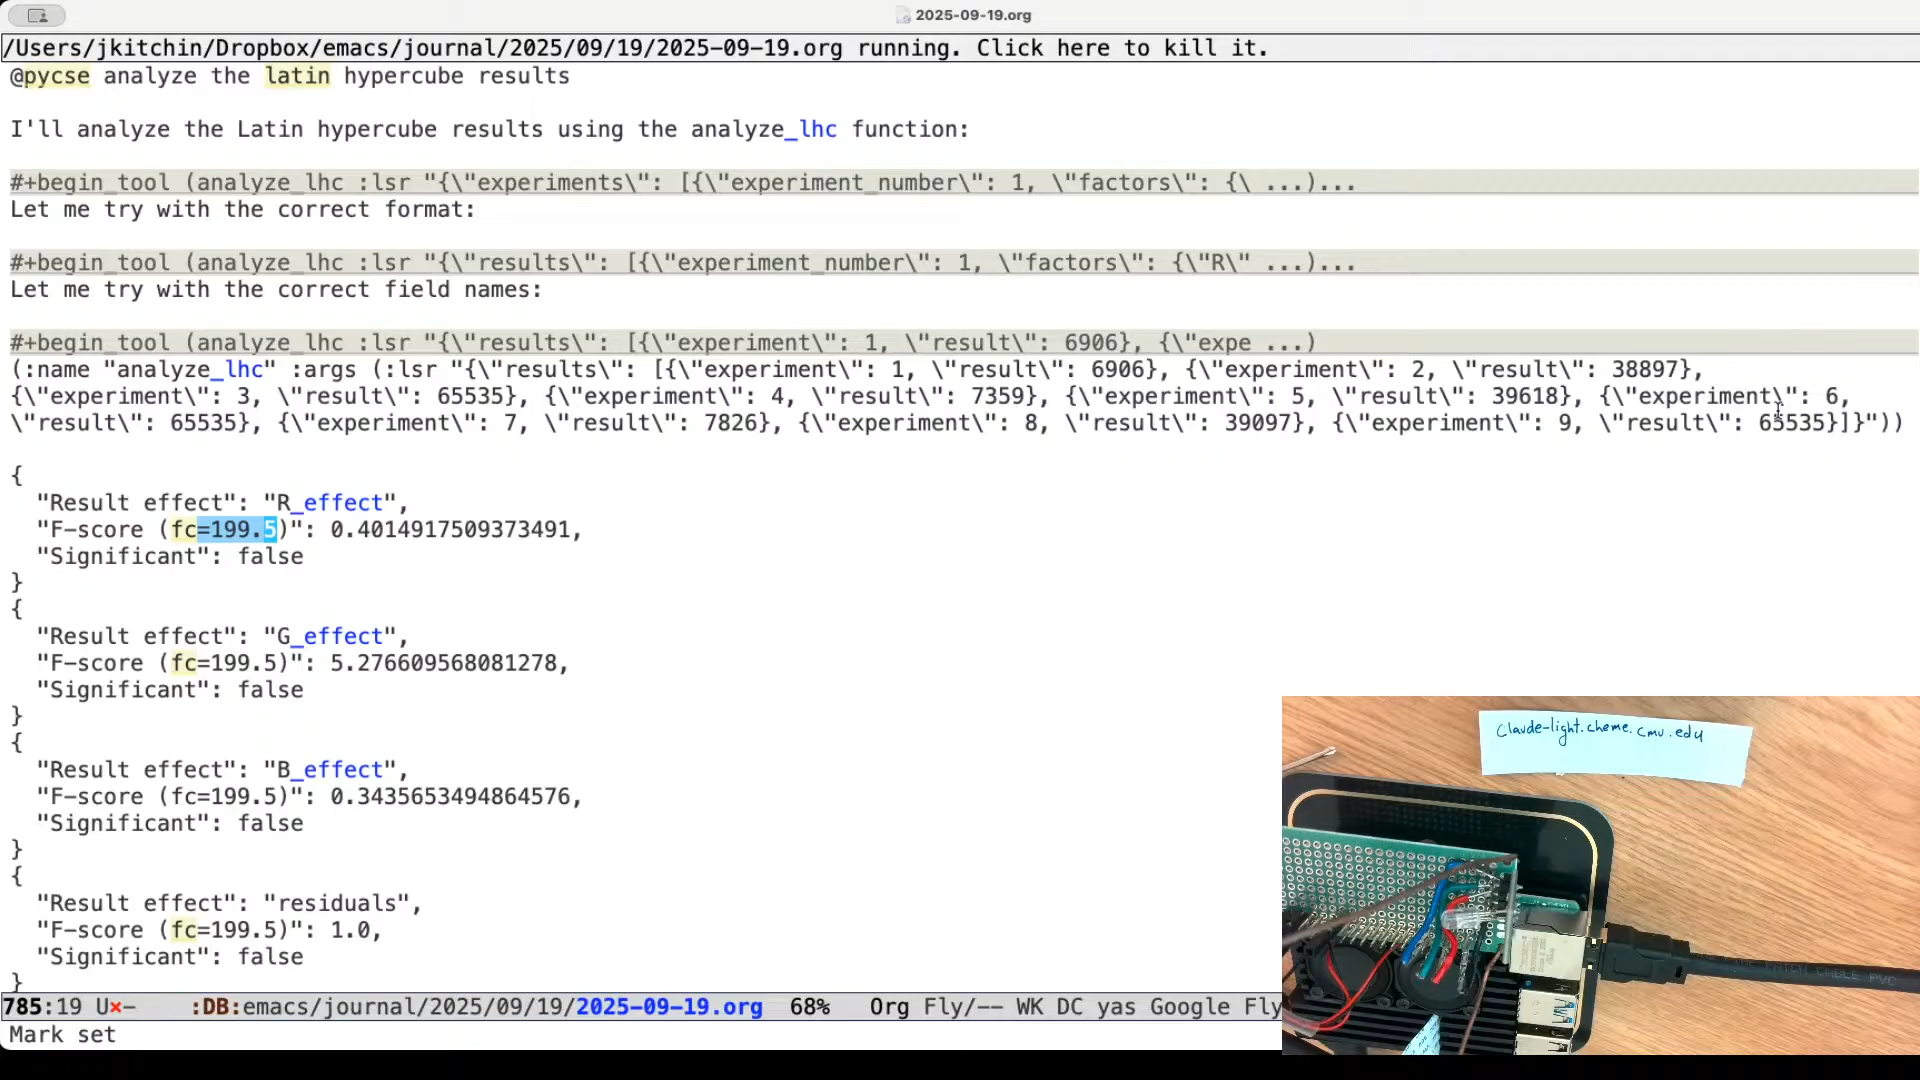 2025-09-19.org
/Users/jkitchin/Dropbox/emacs/journal/2025/09/19/2025-09-19.org running. Click here to kill it.
@pycse analyze the latin hypercube results
I'll analyze the Latin hypercube results using the analyze_lhc function:
#+begin_tool (analyze_lhc :lsr "{\"experiments\": [{\"experiment_number\": 1, \"factors\": {\ ...)...
Let me try with the correct format:
#+begin_tool (analyze_lhc :lsr "{\"results\": [{\"experiment_number\": 1, \"factors\": {\"R\" ...)...
Let me try with the correct field names:
#+begin_tool (analyze_lhc :lsr "{\"results\": [{\"experiment\": 1, \"result\": 6906}, {\"expe ...)
(:name "analyze_lhc" :args (:lsr "{\"results\": [{\"experiment\": 1, \"result\": 6906}, {\"experiment\": 2, \"result\": 38897},
{\"experiment\": 3, \"result\": 65535}, {\"experiment\": 4, \"result\": 7359}, {\"experiment\": 5, \"result\": 39618}, {\"experiment\": 6,
\"result\": 65535}, {\"experiment\": 7, \"result\": 7826}, {\"experiment\": 8, \"result\": 39097}, {\"experiment\": 9, \"result\": 65535}]}"))
{
"Result effect": "R_effect",
"F-score (fc=199.5)": 0.4014917509373491,
"Significant": false
}
{
"Result effect": "G_effect",
"F-score (fc=199.5)": 5.276609568081278,
"Significant": false
}
{
"Result effect": "B_effect",
"F-score (fc=199.5)": 0.3435653494864576,
"Significant": false
}
{
"Result effect": "residuals",
"F-score (fc=199.5)": 1.0,
"Significant": false
}
785:19 U×- :DB:emacs/journal/2025/09/19/2025-09-19.org 68% Org Fly/-- WK DC yas Google Fly
Mark set
Claude-light.cheme.cmu.edu